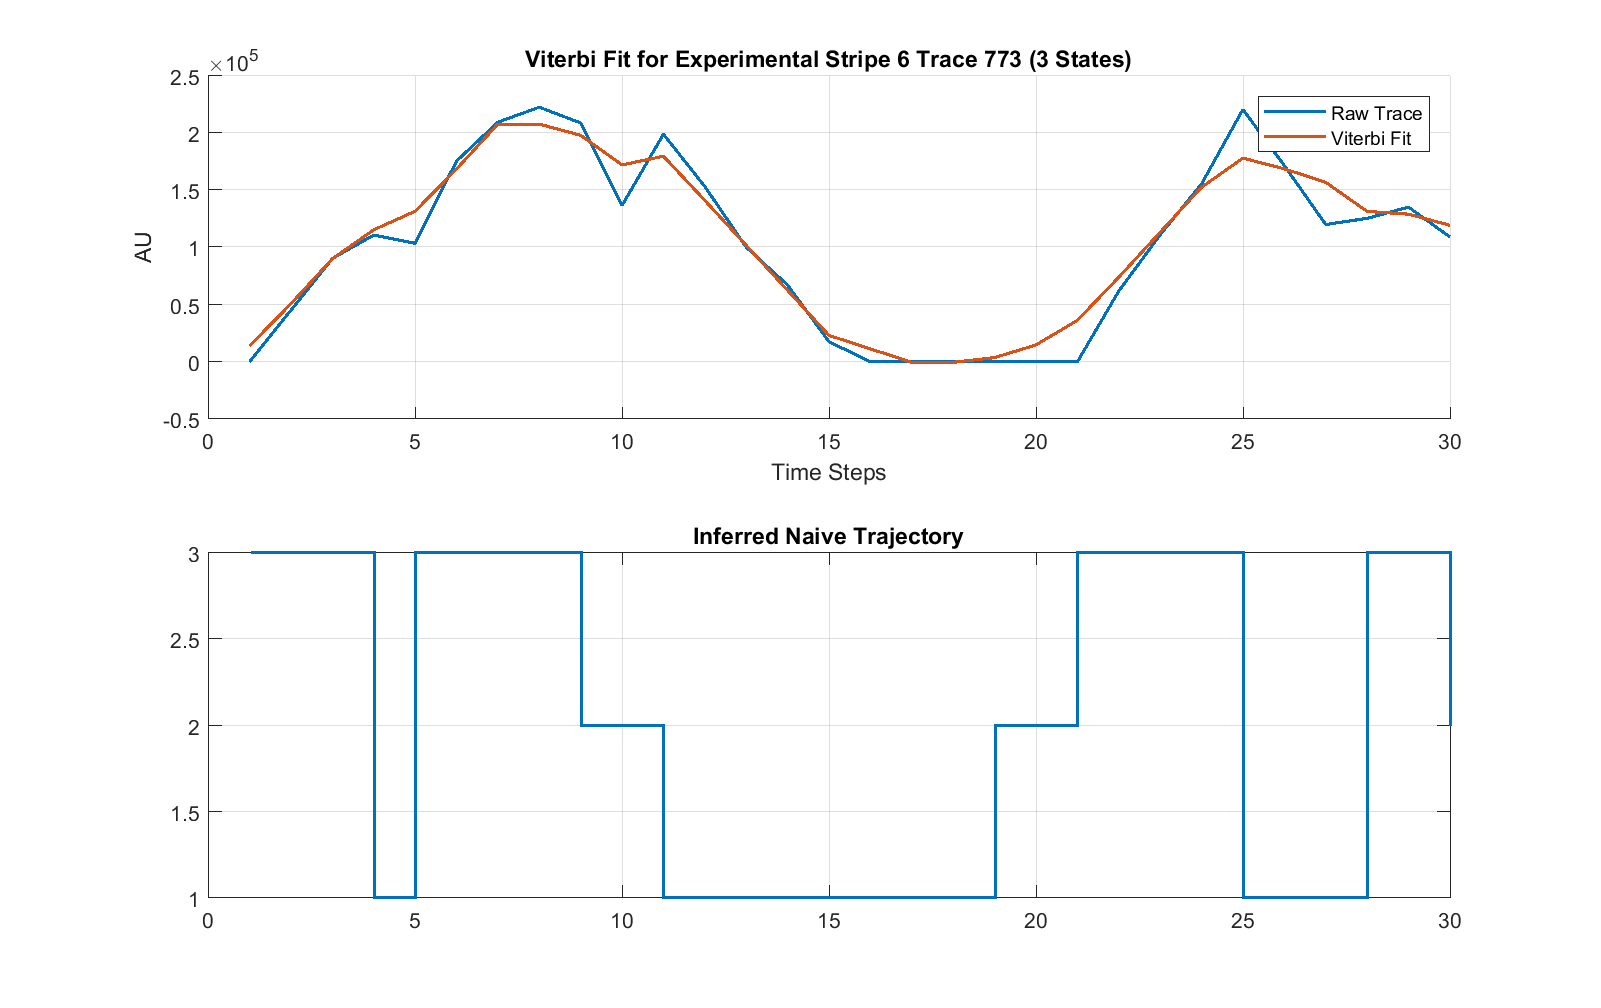 Viterbi Fit for Experimental Stripe 6 Trace 773 (3 States)
×10^5
2.5
2
1.5
1
0.5
0
-0.5
AU
Raw Trace
Viterbi Fit
0 5 10 15 20 25 30
Time Steps
Inferred Naive Trajectory
3
2.5
2
1.5
1
0 5 10 15 20 25 30